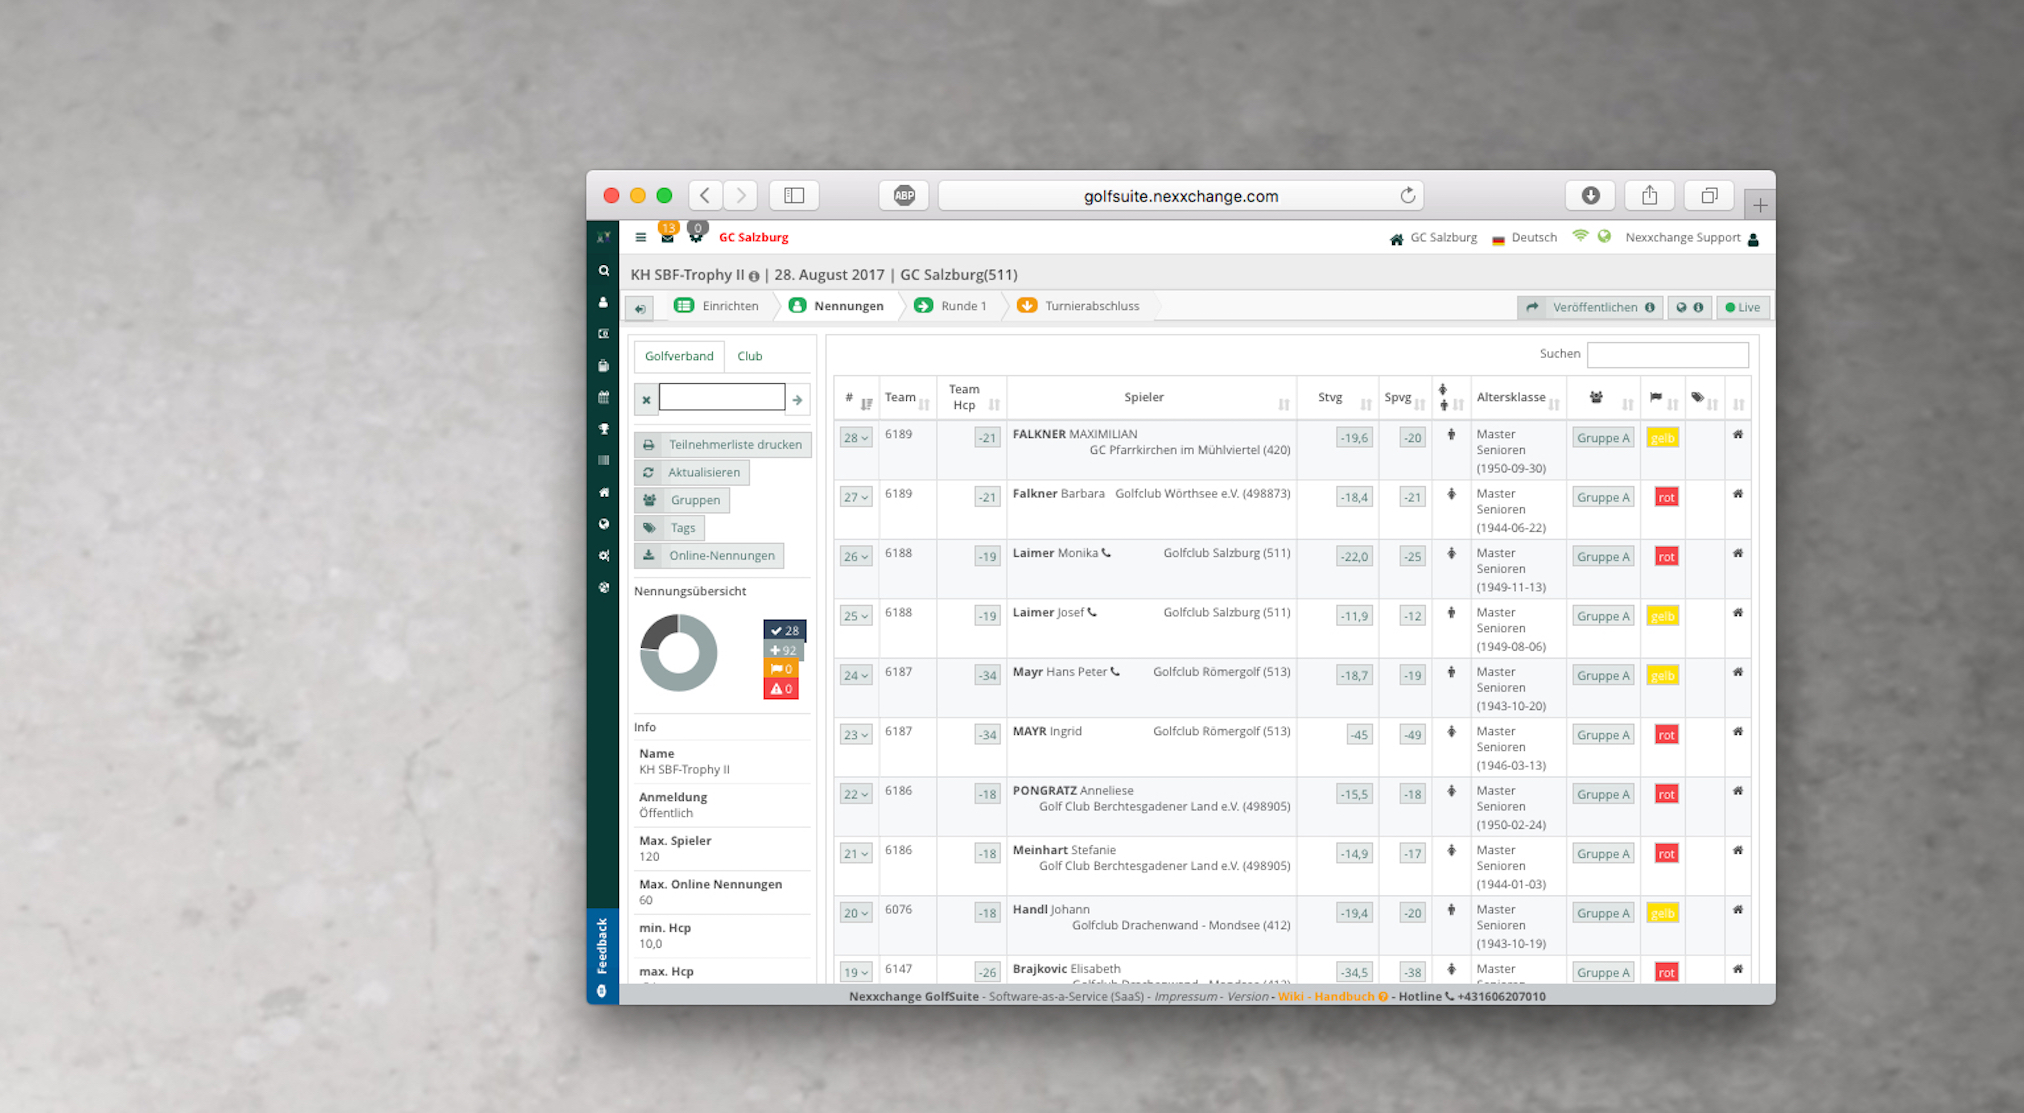 ABP
golfsuite.nexxchange.com
13
0
GC Salzburg
GC Salzburg
Deutsch
Nexxchange Support
KH SBF-Trophy II | 28. August 2017 | GC Salzburg(511)
Einrichten
Nennungen
Runde 1
Turnierabschluss
Veröffentlichen
Live
Golfverband
Club
Teilnehmerliste drucken
Aktualisieren
Gruppen
Tags
Online-Nennungen
Nennungsübersicht
28
92
0
0
Info
Name
KH SBF-Trophy II
Anmeldung
Öffentlich
Max. Spieler
120
Max. Online Nennungen
60
min. Hcp
10,0
max. Hcp
Feedback
Suchen
# Team Team Hcp Spieler Stvg Spvg Altersklasse
28 6189 -21 FALKNER MAXIMILIAN -19,6 -20 Master Gruppe A gelb
GC Pfarrkirchen im Mühlviertel (420) Senioren
(1950-09-30)
27 6189 -21 Falkner Barbara Golfclub Wörthsee e.V. (498873) -18,4 -21 Master Gruppe A rot
Senioren
(1944-06-22)
26 6188 -19 Laimer Monika Golfclub Salzburg (511) -22,0 -25 Master Gruppe A rot
Senioren
(1949-11-13)
25 6188 -19 Laimer Josef Golfclub Salzburg (511) -11,9 -12 Master Gruppe A gelb
Senioren
(1949-08-06)
24 6187 -34 Mayr Hans Peter Golfclub Römergolf (513) -18,7 -19 Master Gruppe A gelb
Senioren
(1943-10-20)
23 6187 -34 MAYR Ingrid Golfclub Römergolf (513) -45 -49 Master Gruppe A rot
Senioren
(1946-03-13)
22 6186 -18 PONGRATZ Anneliese -15,5 -18 Master Gruppe A rot
Golf Club Berchtesgadener Land e.V. (498905) Senioren
(1950-02-24)
21 6186 -18 Meinhart Stefanie -14,9 -17 Master Gruppe A rot
Golf Club Berchtesgadener Land e.V. (498905) Senioren
(1944-01-03)
20 6076 -18 Handl Johann -19,4 -20 Master Gruppe A gelb
Golfclub Drachenwand - Mondsee (412) Senioren
(1943-10-19)
19 6147 -26 Brajkovic Elisabeth -34,5 -38 Master Gruppe A rot
Nexxchange GolfSuite - Software-as-a-Service (SaaS) - Impressum - Version - Wiki - Handbuch - Hotline +431606207010